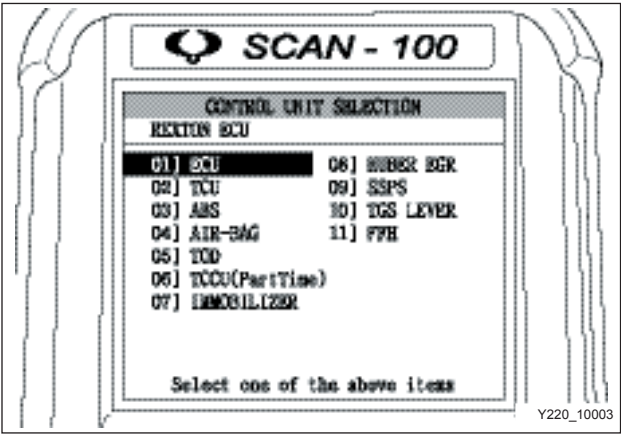 SCAN - 100
CONTROL UNIT SELECTION
REXTON ECU
01] ECU
02] TCU
03] ABS
04] AIR-BAG
05] TOD
06] TCCU(PartTime)
07] IMMOBILIZER
08] HUBER EGR
09] SSPS
10] TGS LEVER
11] FFH
Select one of the above items
Y220_10003